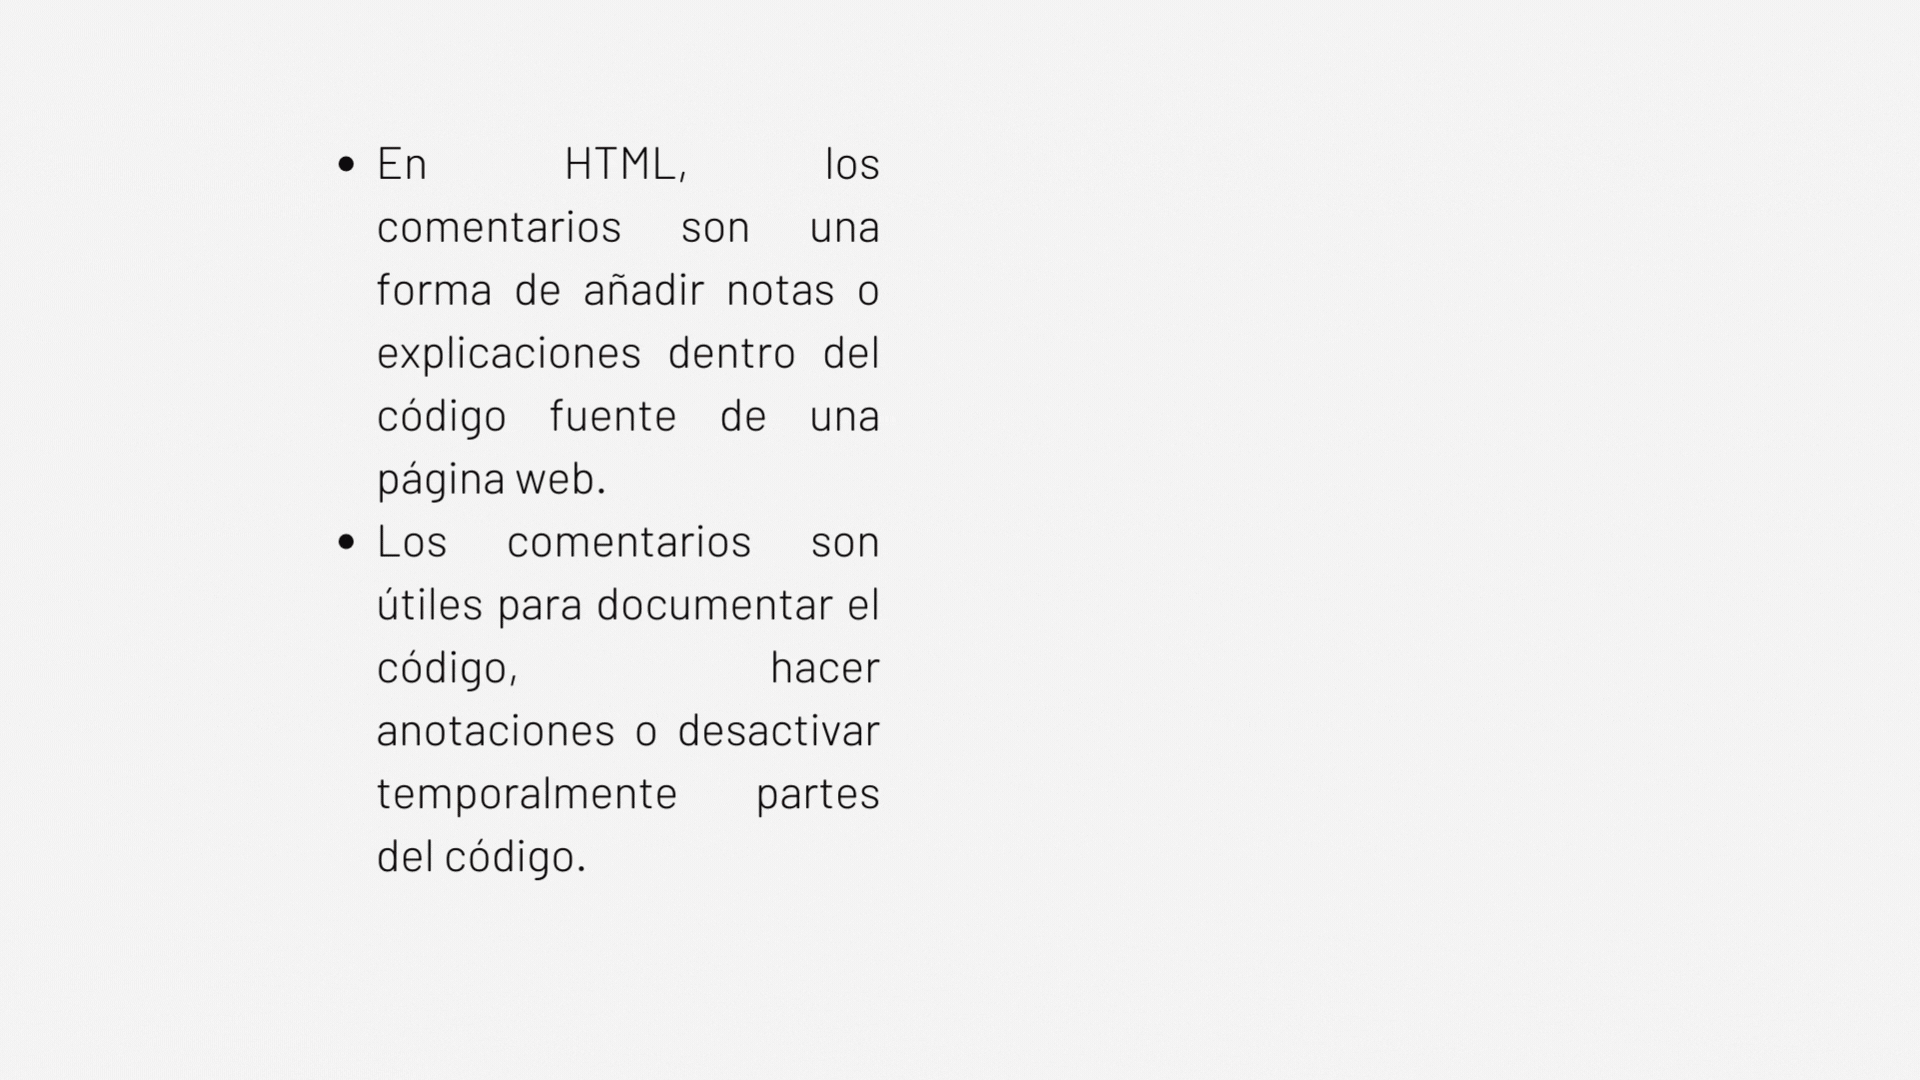 • En HTML, los
comentarios son una
forma de añadir notas o
explicaciones dentro del
código fuente de una
página web.
• Los comentarios son
útiles para documentar el
código, hacer
anotaciones o desactivar
temporalmente partes
del código.